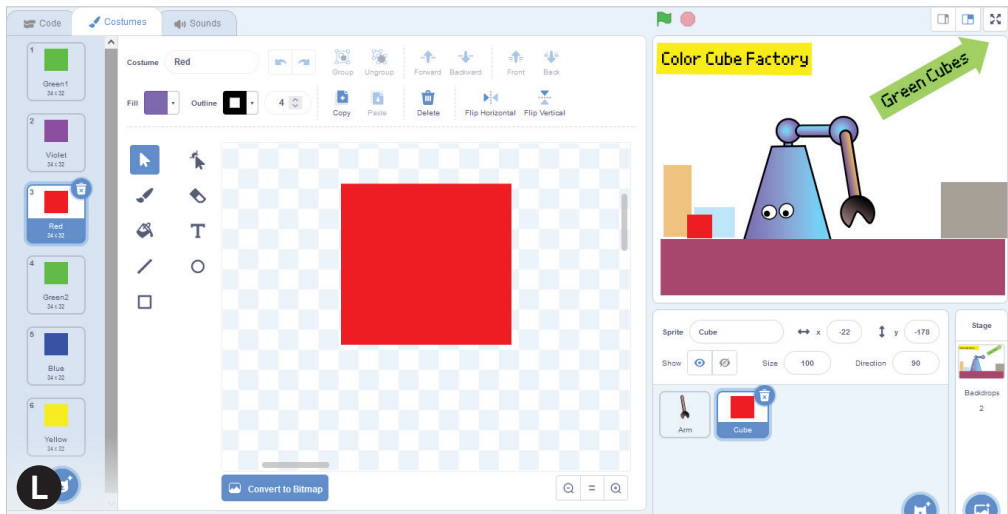 Code
Costumes
Sounds
1
Green1
34 x 32
2
Violet
34 x 32
3
Red
34 x 32
4
Green2
34 x 32
5
Blue
34 x 32
6
Yellow
34 x 32
L
Costume
Red
Group
Ungroup
Forward
Backward
Front
Back
Fill
Outline
4
Copy
Paste
Delete
Flip Horizontal
Flip Vertical
T
Convert to Bitmap
Color Cube Factory
Green Cubes
Sprite
Cube
x
-22
y
-178
Show
Size
100
Direction
90
Arm
Cube
Stage
Backdrops
2